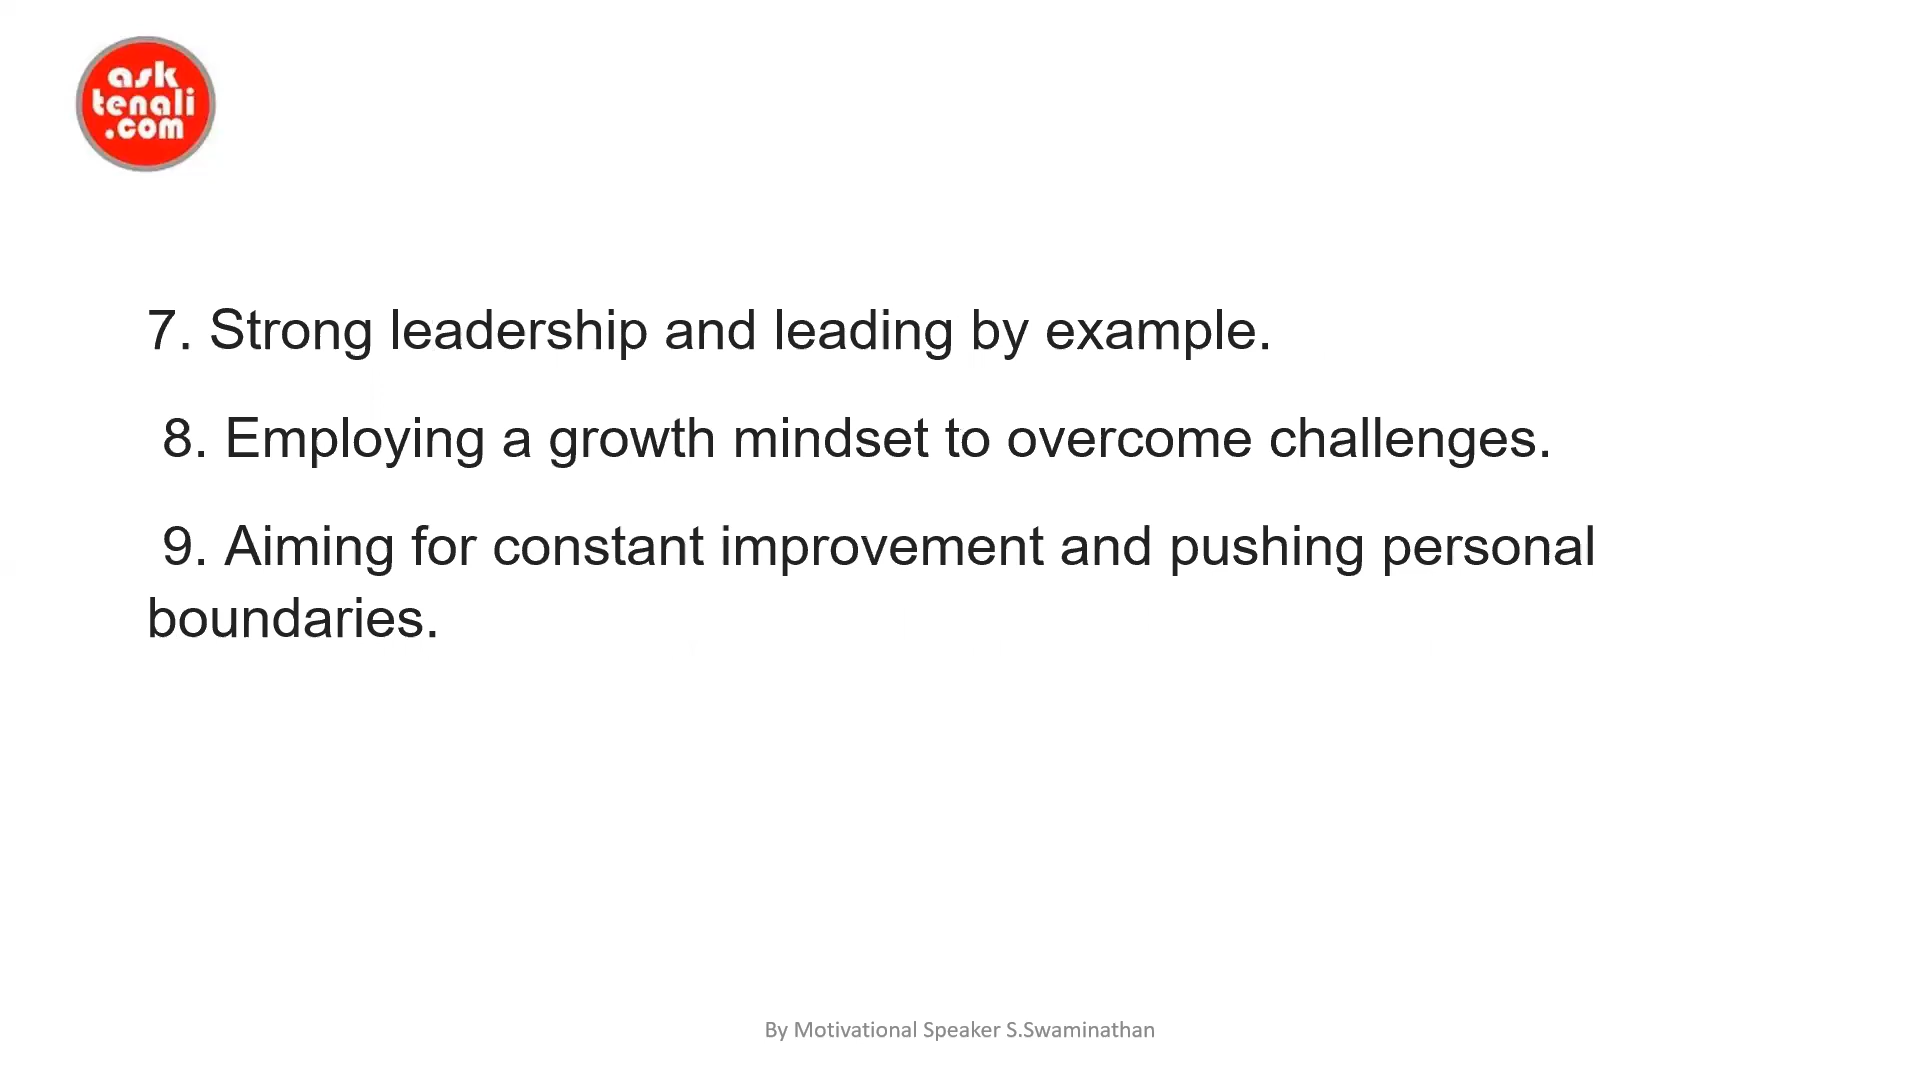 ask
tenali
.com
7. Strong leadership and leading by example.
8. Employing a growth mindset to overcome challenges.
9. Aiming for constant improvement and pushing personal
boundaries.
By Motivational Speaker S.Swaminathan